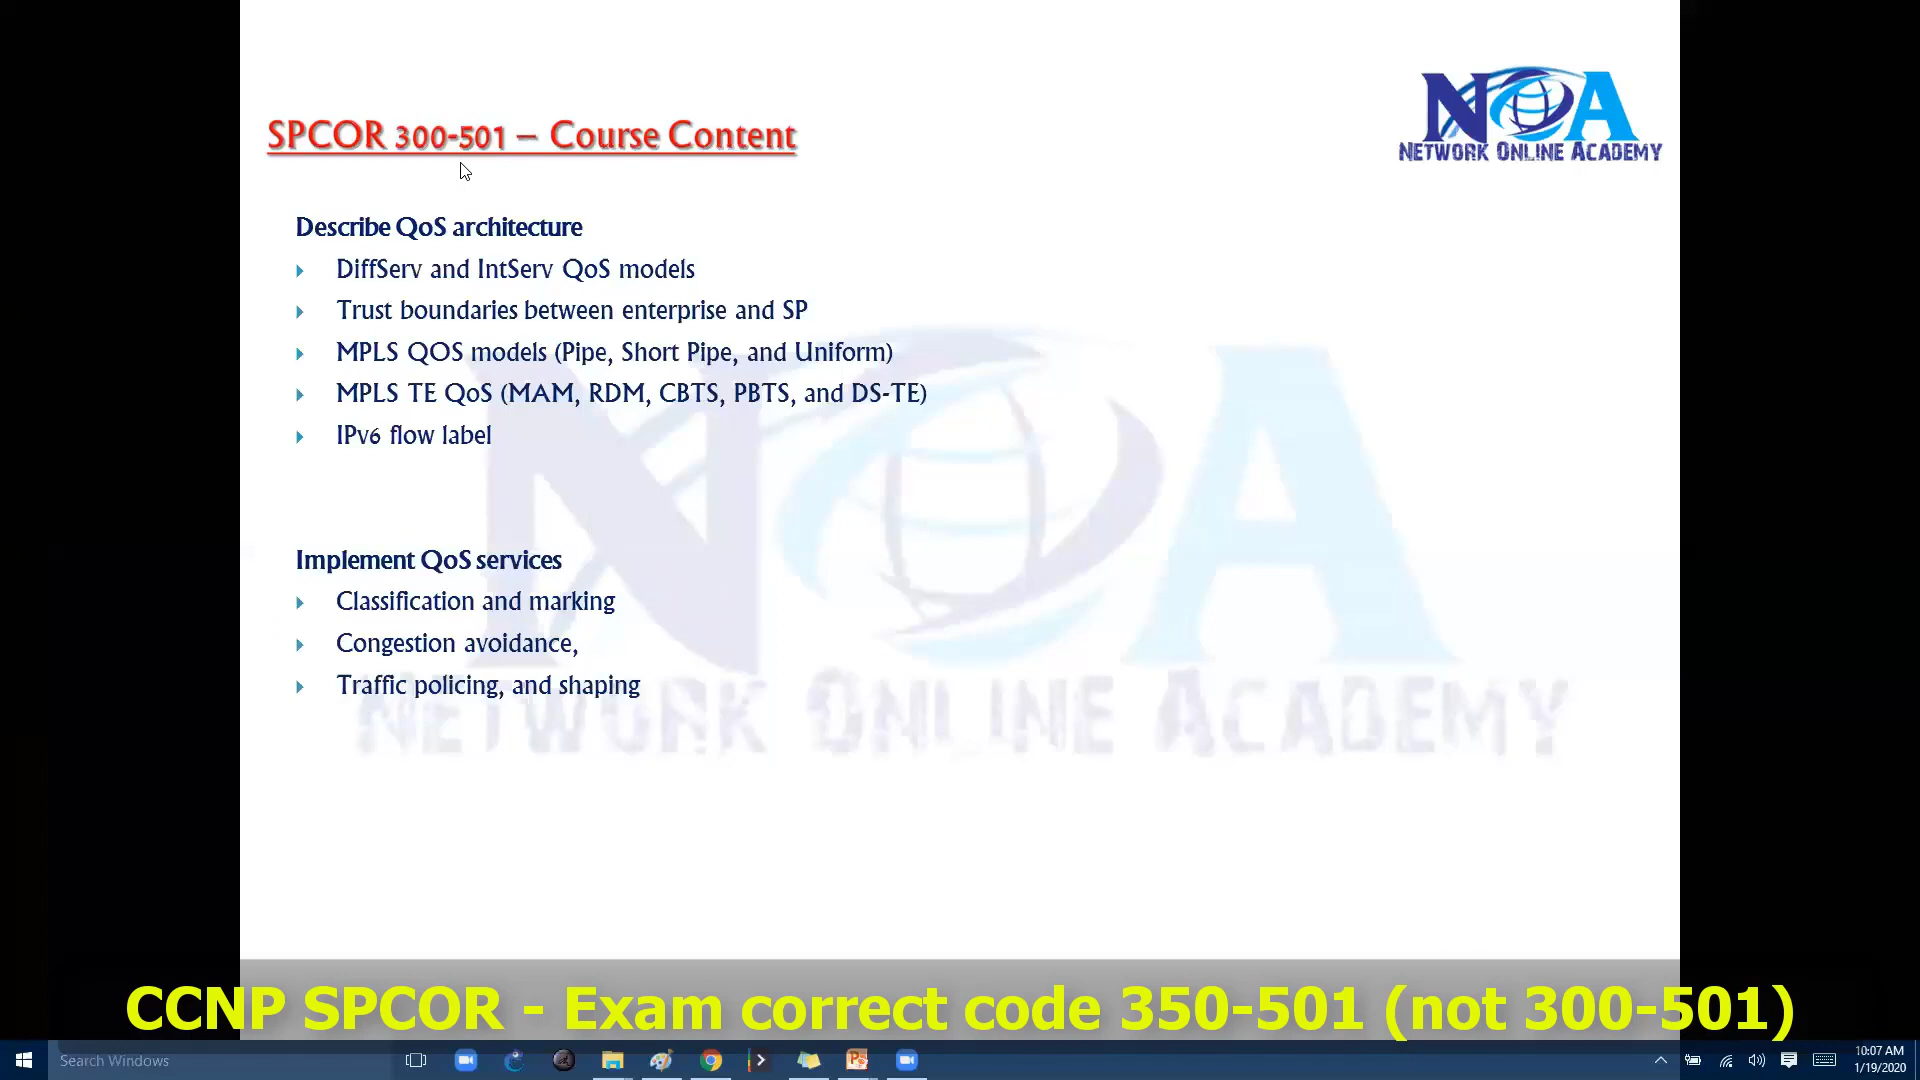 NOA
NETWORK ONLINE ACADEMY
SPCOR 300-501 – Course Content
Describe QoS architecture
DiffServ and IntServ QoS models
Trust boundaries between enterprise and SP
MPLS QOS models (Pipe, Short Pipe, and Uniform)
MPLS TE QoS (MAM, RDM, CBTS, PBTS, and DS-TE)
IPv6 flow label
Implement QoS services
Classification and marking
Congestion avoidance,
Traffic policing, and shaping
NOA
NETWORK ONLINE ACADEMY
CCNP SPCOR - Exam correct code 350-501 (not 300-501)
Search Windows
10:07 AM
1/19/2020